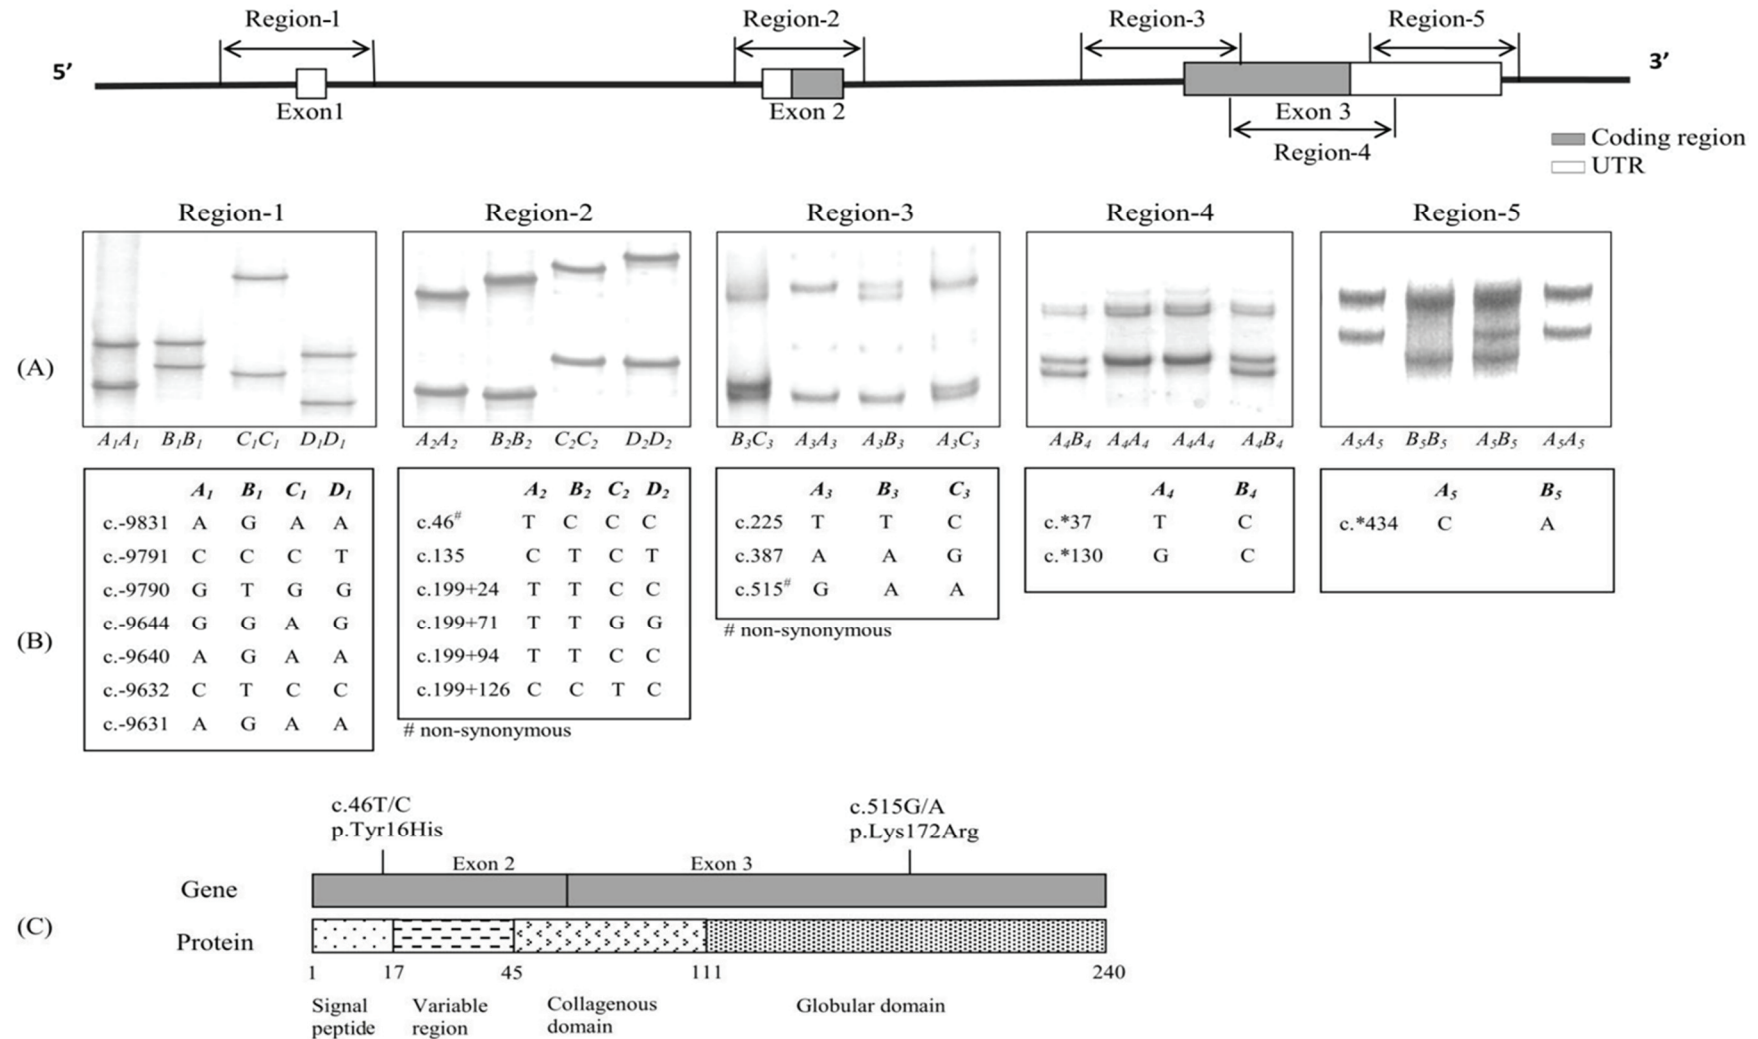 Region-1 Region-2 Region-3 Region-5
5’ 3’
Exon1 Exon 2 Exon 3
Region-4
Coding region
UTR
Region-1 Region-2 Region-3 Region-4 Region-5
(A)
A1A1 B1B1 C1C1 D1D1 A2A2 B2B2 C2C2 D2D2 B3C3 A3A3 A3B3 A3C3 A4B4 A4A4 A4A4 A4B4 A5A5 B5B5 A5B5 A5A5
(B)
A1 B1 C1 D1
c.-9831 A G A A
c.-9791 C C C T
c.-9790 G T G G
c.-9644 G G A G
c.-9640 A G A A
c.-9632 C T C C
c.-9631 A G A A
A2 B2 C2 D2
c.46# T C C C
c.135 C T C T
c.199+24 T T C C
c.199+71 T T G G
c.199+94 T T C C
c.199+126 C C T C
# non-synonymous
A3 B3 C3
c.225 T T C
c.387 A A G
c.515# G A A
# non-synonymous
A4 B4
c.*37 T C
c.*130 G C
A5 B5
c.*434 C A
(C)
c.46T/C
p.Tyr16His
c.515G/A
p.Lys172Arg
Exon 2 Exon 3
Gene
Protein
1 17 45 111 240
Signal
peptide
Variable
region
Collagenous
domain
Globular domain